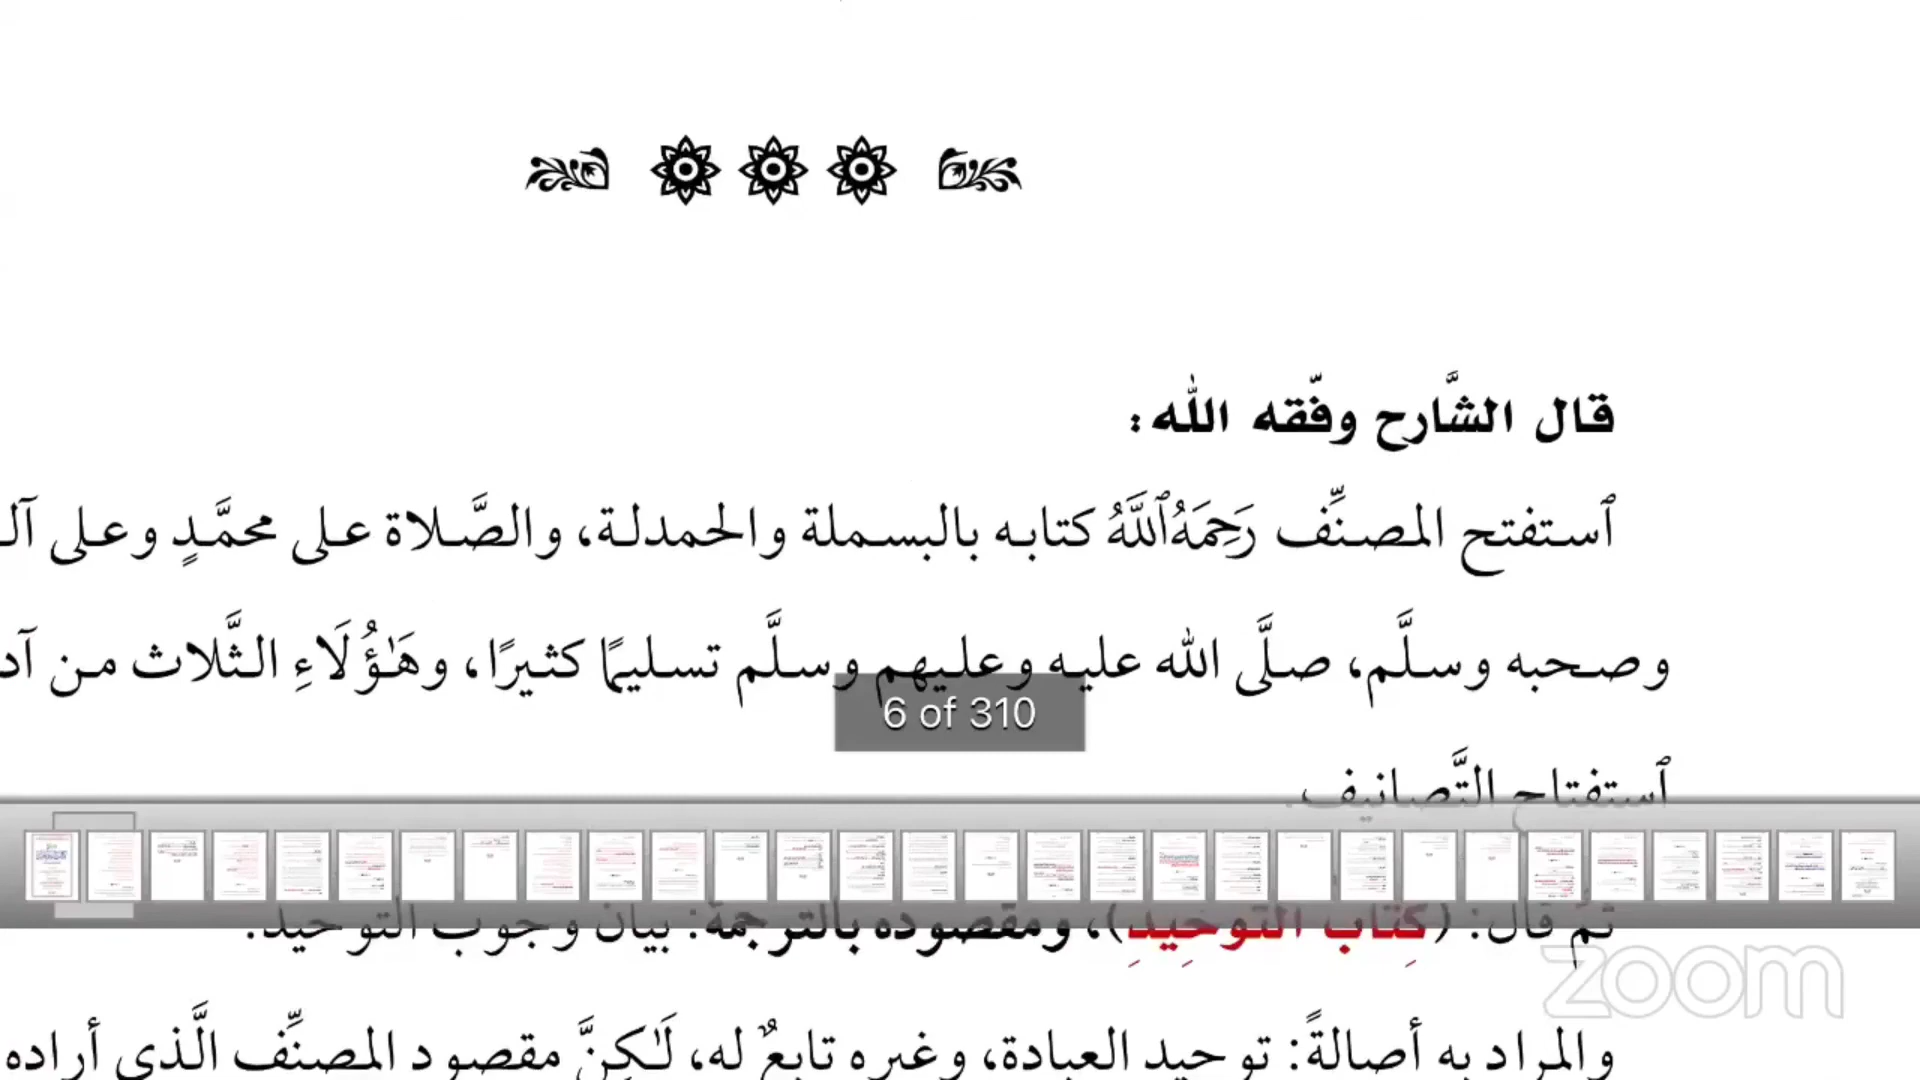 قال الشَّارح وفّقه الله:
ٱستفتح المصنِّف رَحِمَهُ ٱللَّهُ كتابه بالبسملة والحمدلة، والصَّلاة على محمَّدٍ وعلى
وصحبه وسلَّم، صلَّى الله عليه وعليهم وسلَّم تسليمًا كثيرًا، وهَٰؤُلَاءِ الثَّلاث من
6 of 310
ٱستفتاح التَّصانيف.
ثمَّ قال: (كِتَاب التوحِيدِ)، ومقصوده بالترجمة: بيان وجوب التوحيد.
zoom
والمراد به أصالةً: توحيد العبادة، وغيره تابعٌ له، لَٰكِنَّ مقصود المصنِّف الَّذي أراده